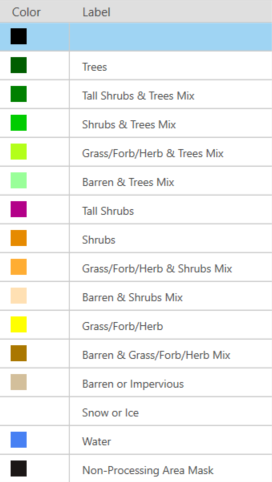 Color Label
Trees
Tall Shrubs & Trees Mix
Shrubs & Trees Mix
Grass/Forb/Herb & Trees Mix
Barren & Trees Mix
Tall Shrubs
Shrubs
Grass/Forb/Herb & Shrubs Mix
Barren & Shrubs Mix
Grass/Forb/Herb
Barren & Grass/Forb/Herb Mix
Barren or Impervious
Snow or Ice
Water
Non-Processing Area Mask